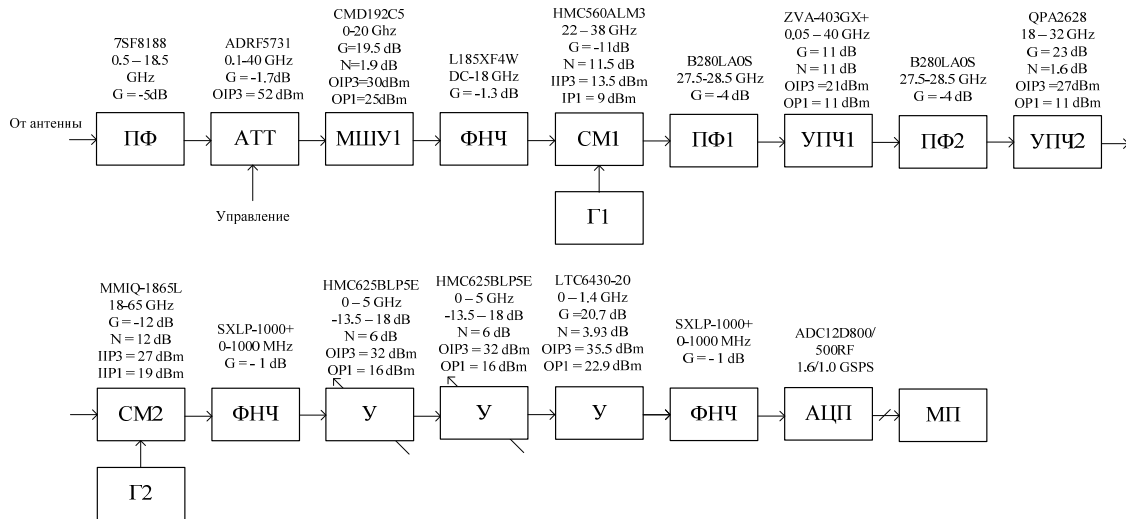 7SF8188
0.5 – 18.5
GHz
G = -5dB
ADRF5731
0.1-40 GHz
G = -1.7dB
OIP3 = 52 dBm
CMD192C5
0-20 Ghz
G=19.5 dB
N=1.9 dB
OIP3=30dBm
OP1=25dBm
L185XF4W
DC-18 GHz
G = -1.3 dB
HMC560ALM3
22 – 38 GHz
G = -11dB
N = 11.5 dB
IIP3 = 13.5 dBm
IP1 = 9 dBm
B280LA0S
27.5-28.5 GHz
G = -4 dB
ZVA-403GX+
0,05 – 40 GHz
G = 11 dB
N = 11 dB
OIP3 =21dBm
OP1 = 11 dBm
B280LA0S
27.5-28.5 GHz
G = -4 dB
QPA2628
18 – 32 GHz
G = 23 dB
N = 1.6 dB
OIP3 =27dBm
OP1 = 11 dBm
От антенны
ПФ
АТТ
МШУ1
ФНЧ
СМ1
ПФ1
УПЧ1
ПФ2
УПЧ2
Управление
Г1
MMIQ-1865L
18-65 GHz
G = -12 dB
N = 12 dB
IIP3 = 27 dBm
IIP1 = 19 dBm
SXLP-1000+
0-1000 MHz
G = - 1 dB
HMC625BLP5E
0 – 5 GHz
-13.5 – 18 dB
N = 6 dB
OIP3 = 32 dBm
OP1 = 16 dBm
HMC625BLP5E
0 – 5 GHz
-13.5 – 18 dB
N = 6 dB
OIP3 = 32 dBm
OP1 = 16 dBm
LTC6430-20
0 – 1.4 GHz
G =20.7 dB
N = 3.93 dB
OIP3 = 35.5 dBm
OP1 = 22.9 dBm
SXLP-1000+
0-1000 MHz
G = - 1 dB
ADC12D800/
500RF
1.6/1.0 GSPS
СМ2
ФНЧ
У
У
У
ФНЧ
АЦП
МП
Г2